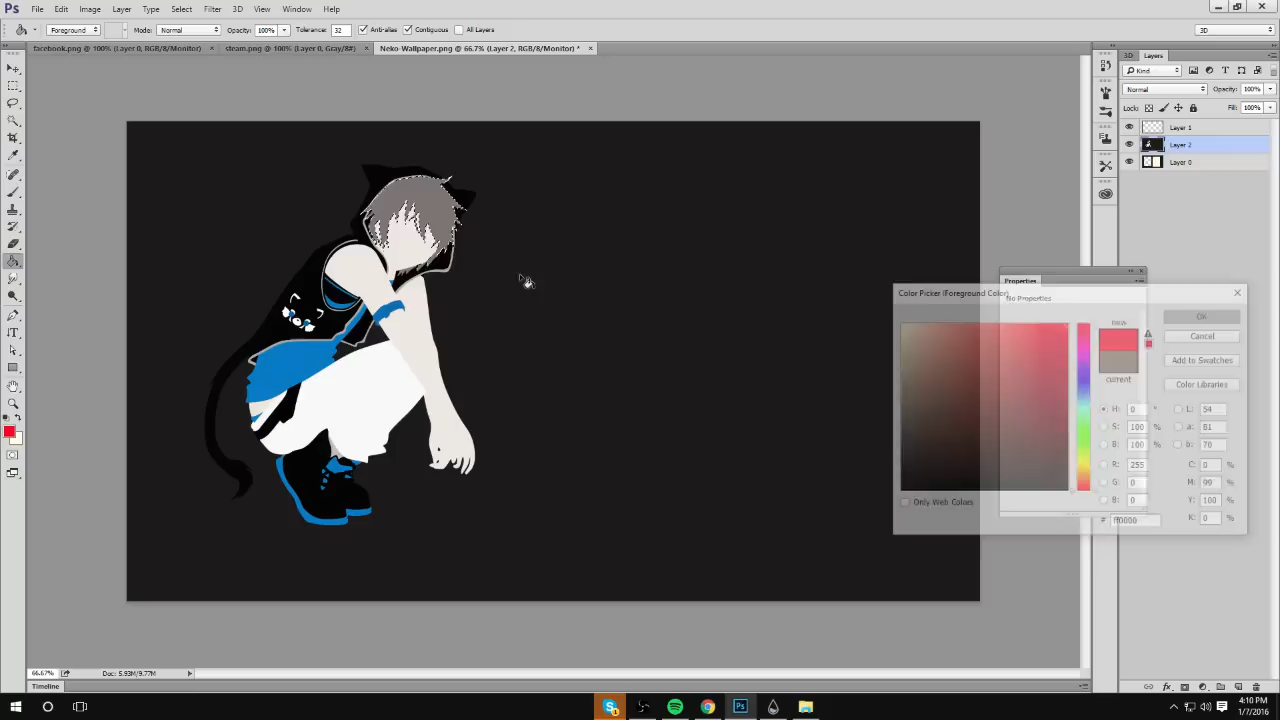 Ps File Edit Image Layer Type Select Filter 3D View Window Help
Foreground Mode: Normal Opacity: 100% Tolerance: 32 Anti-alias Contiguous All Layers 3D
facebook.png @ 100% (Layer 0, RGB/8/Monitor) × steam.png @ 100% (Layer 0, Gray/8#) × Neko-Wallpaper.png @ 66.7% (Layer 2, RGB/8/Monitor) * ×
3D Layers
Kind
Normal Opacity: 100%
Lock: Fill: 100%
Layer 1
Layer 2
Layer 0
Properties
Color Picker (Foreground Color)
No Properties
new
OK
Cancel
current
Add to Swatches
Color Libraries
H: 0 ° L: 54
S: 100 % a: 81
B: 100 % b: 70
R: 255 C: 0 %
G: 0 M: 99 %
B: 0 Y: 100 %
Only Web Colors
# ff0000 K: 0 %
66.67% Doc: 5.93M/9.77M
Timeline
Ps
4:10 PM
1/7/2016